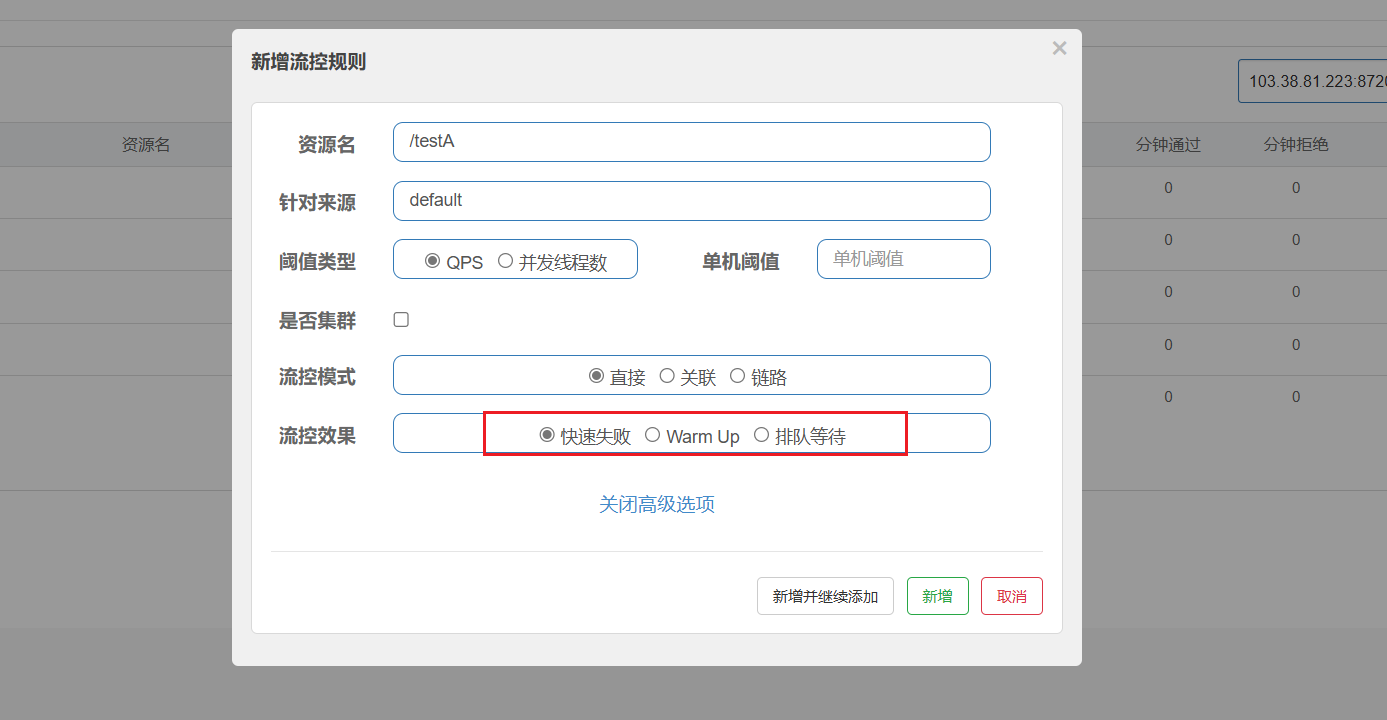 新增流控规则
×
103.38.81.223:8720
资源名
分钟通过
分钟拒绝
资源名
/testA
针对来源
default
阈值类型
QPS
并发线程数
单机阈值
单机阈值
是否集群
流控模式
直接
关联
链路
流控效果
快速失败
Warm Up
排队等待
关闭高级选项
新增并继续添加
新增
取消
0
0
0
0
0
0
0
0
0
0